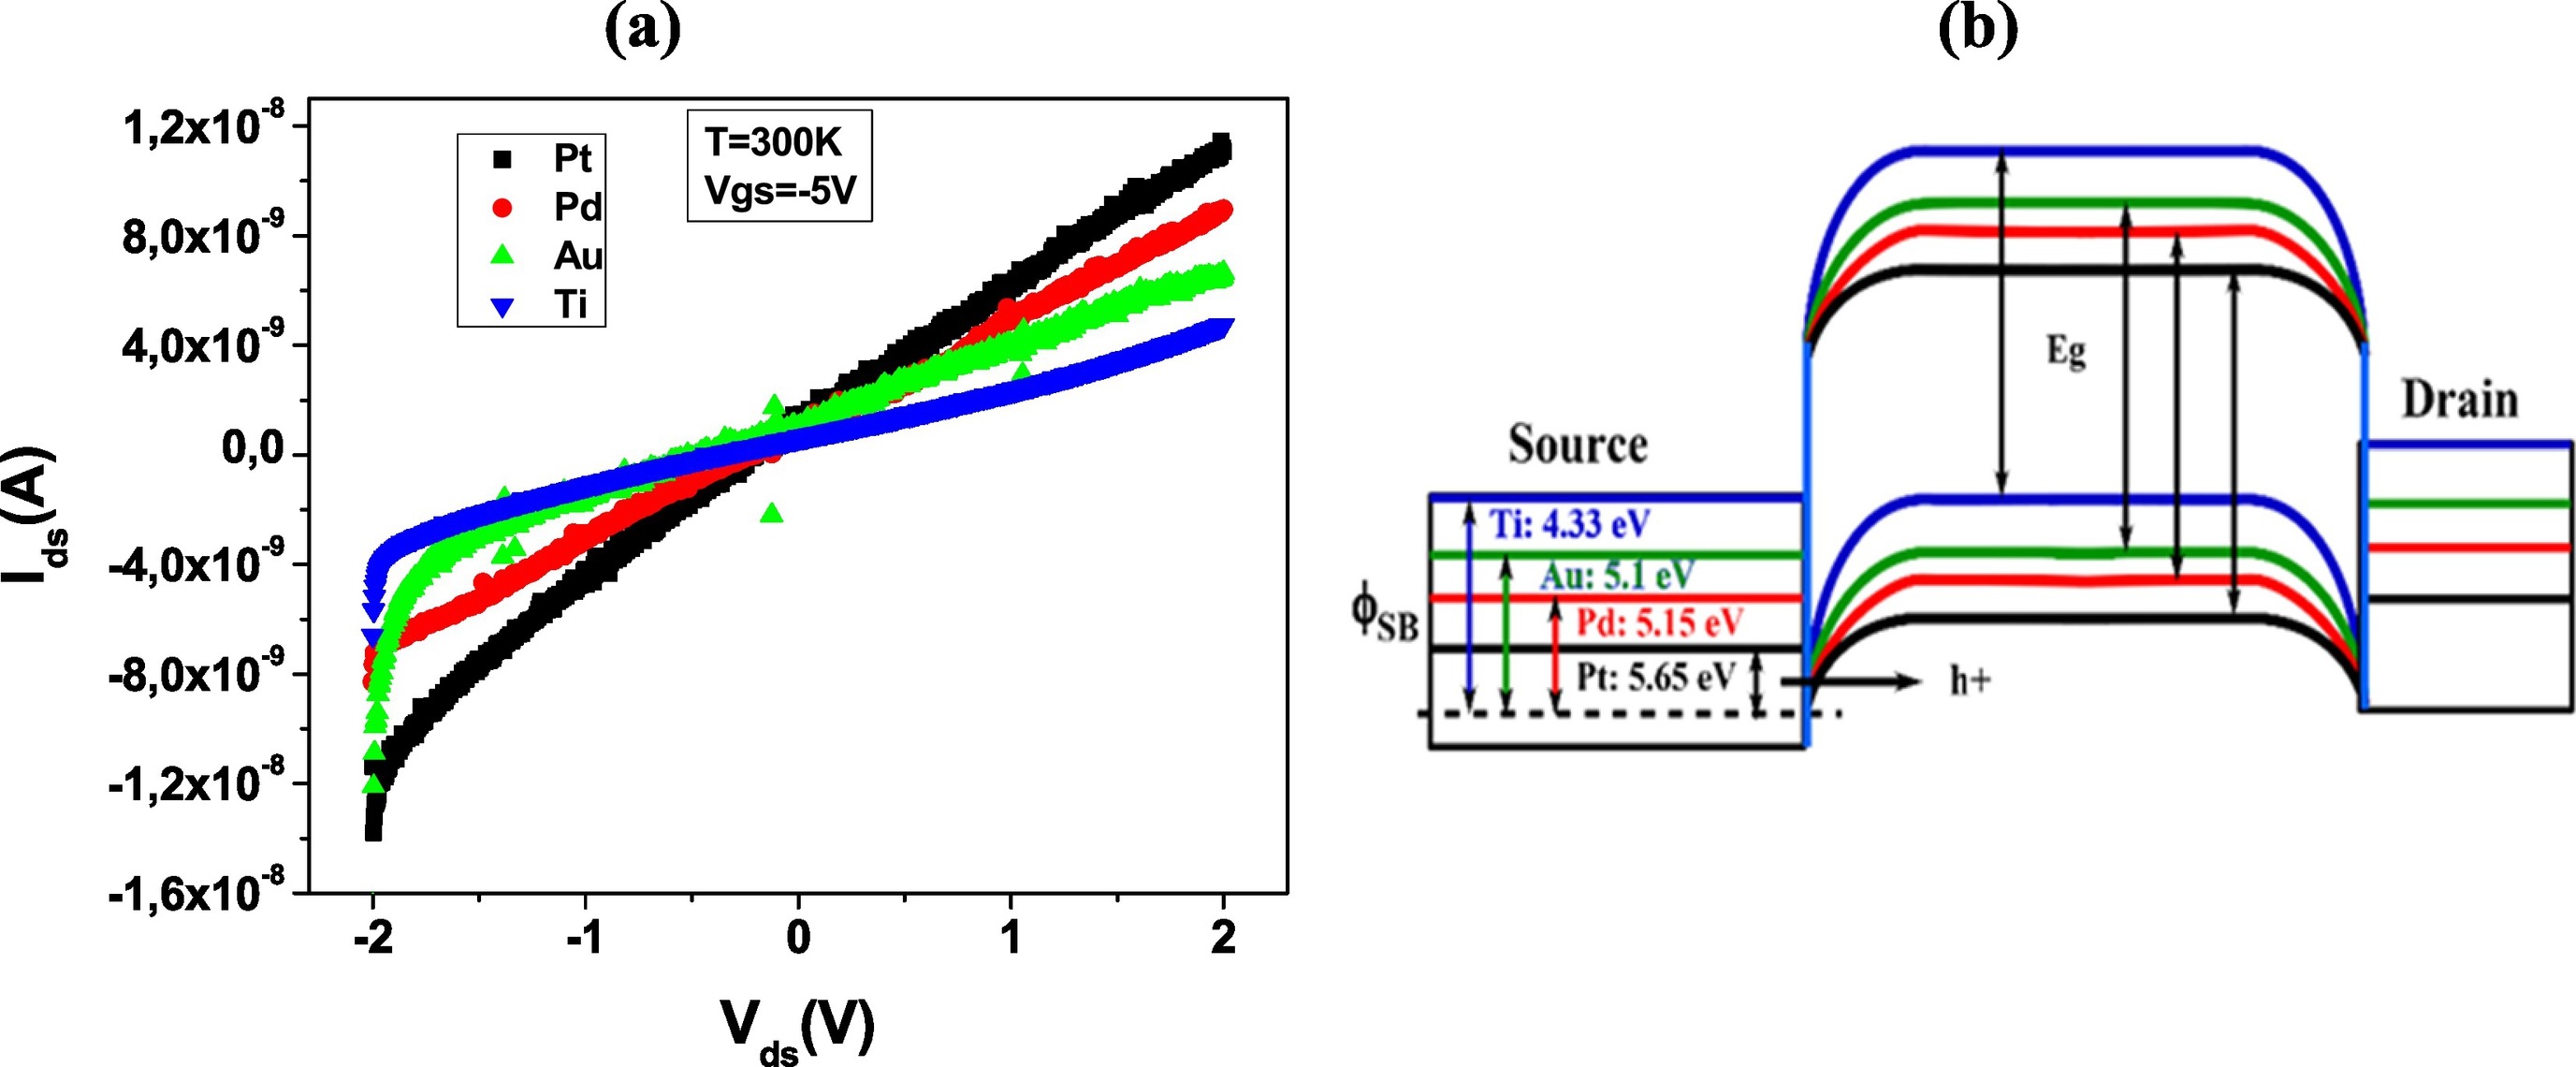 (a)
(b)
1,2x10⁻⁸
8,0x10⁻⁹
4,0x10⁻⁹
0,0
-4,0x10⁻⁹
-8,0x10⁻⁹
-1,2x10⁻⁸
-1,6x10⁻⁸
I_ds (A)
Pt
Pd
Au
Ti
T=300K
Vgs=-5V
-2
-1
0
1
2
V_ds (V)
Source
Ti: 4.33 eV
Au: 5.1 eV
Pd: 5.15 eV
Pt: 5.65 eV
ϕ_SB
Eg
h+
Drain